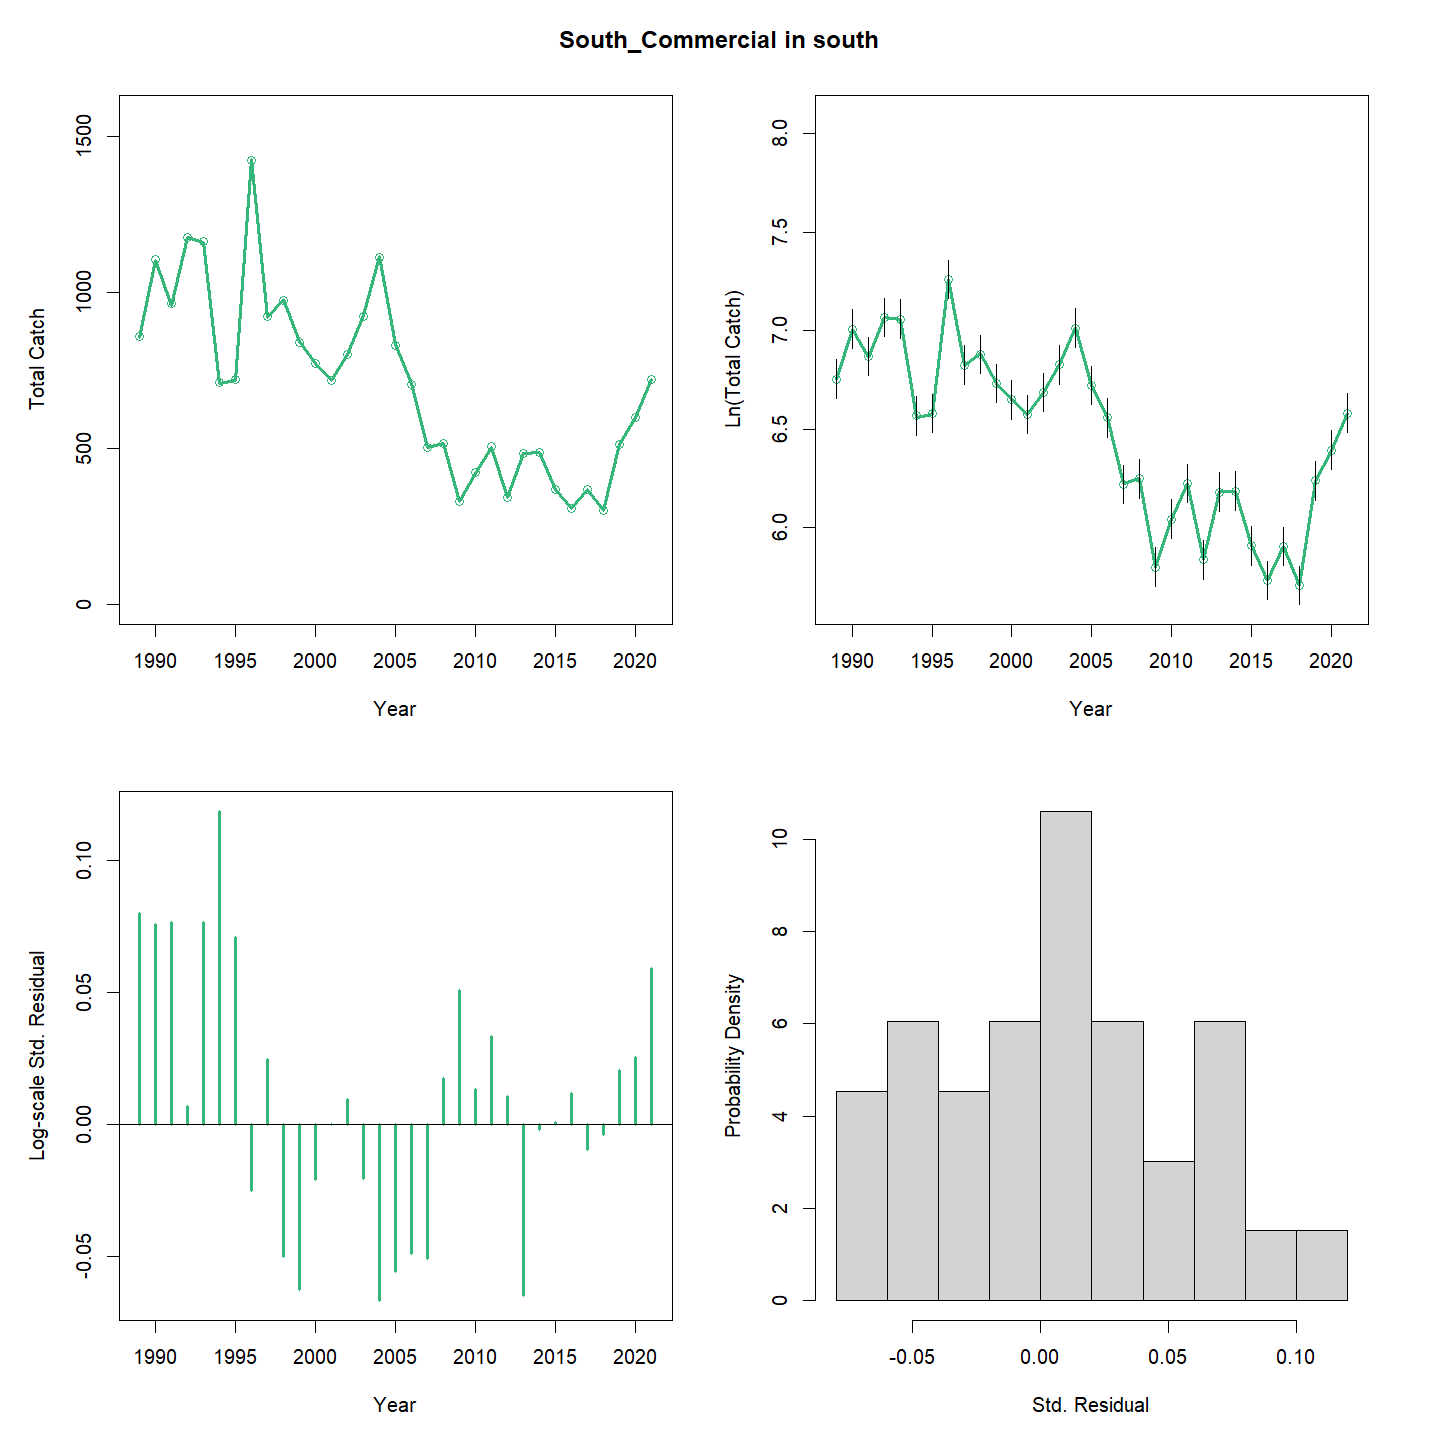 South_Commercial in south
Total Catch
1500
1000
500
0
1990 1995 2000 2005 2010 2015 2020
Year
Ln(Total Catch)
8.0
7.5
7.0
6.5
6.0
1990 1995 2000 2005 2010 2015 2020
Year
Log-scale Std. Residual
0.10
0.05
0.00
-0.05
1990 1995 2000 2005 2010 2015 2020
Year
Probability Density
10
8
6
4
2
0
-0.05 0.00 0.05 0.10
Std. Residual